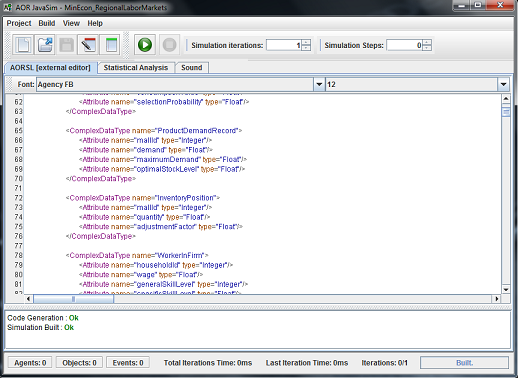 AOR JavaSim - MinEcon_RegionalLaborMarkets
Project Build View Help
Simulation iterations: 1 Simulation Steps: 0
AORSL [external editor] Statistical Analysis Sound
Font: Agency FB 12
62 <Attribute name="selectionProbability" type="Float"/>
63 </ComplexDataType>
64
65 <ComplexDataType name="ProductDemandRecord">
66 <Attribute name="mallId" type="Integer"/>
67 <Attribute name="demand" type="Float"/>
68 <Attribute name="maximumDemand" type="Float"/>
69 <Attribute name="optimalStockLevel" type="Float"/>
70 </ComplexDataType>
71
72 <ComplexDataType name="InventoryPosition">
73 <Attribute name="mallId" type="Integer"/>
74 <Attribute name="quantity" type="Float"/>
75 <Attribute name="adjustmentFactor" type="Float"/>
76 </ComplexDataType>
77
78 <ComplexDataType name="WorkerInFirm">
79 <Attribute name="householdId" type="Integer"/>
80 <Attribute name="wage" type="Float"/>
81 <Attribute name="generalSkillLevel" type="Integer"/>
82 <Attribute name="specificSkillLevel" type="Float"/>
Code Generation : Ok
Simulation Built : Ok
Agents: 0 Objects: 0 Events: 0 Total Iterations Time: 0ms Last Iteration Time: 0ms Iterations: 0/1 Built.